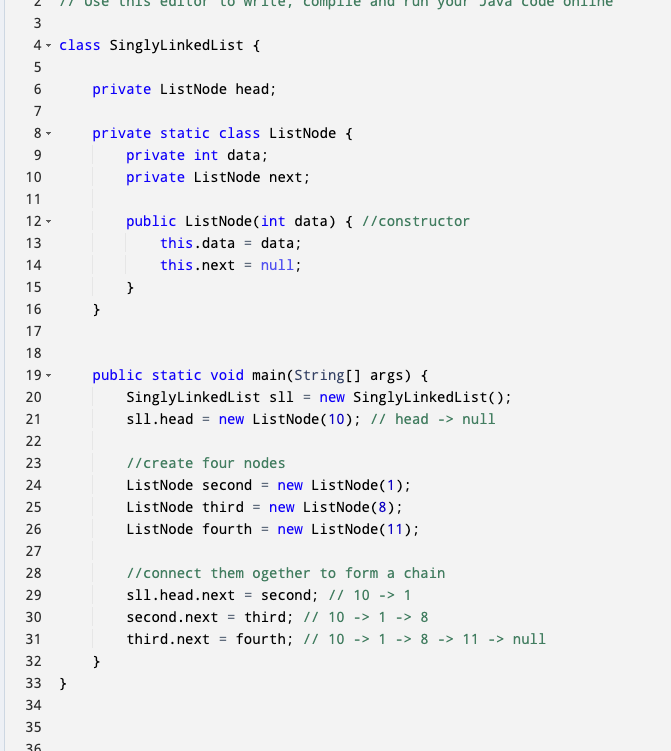 2 // Use this editor to write, compile and run your Java code online
3
4 class SinglyLinkedList {
5
6 private ListNode head;
7
8 private static class ListNode {
9 private int data;
10 private ListNode next;
11
12 public ListNode(int data) { //constructor
13 this.data = data;
14 this.next = null;
15 }
16 }
17
18
19 public static void main(String[] args) {
20 SinglyLinkedList sll = new SinglyLinkedList();
21 sll.head = new ListNode(10); // head -> null
22
23 //create four nodes
24 ListNode second = new ListNode(1);
25 ListNode third = new ListNode(8);
26 ListNode fourth = new ListNode(11);
27
28 //connect them ogether to form a chain
29 sll.head.next = second; // 10 -> 1
30 second.next = third; // 10 -> 1 -> 8
31 third.next = fourth; // 10 -> 1 -> 8 -> 11 -> null
32 }
33 }
34
35
36